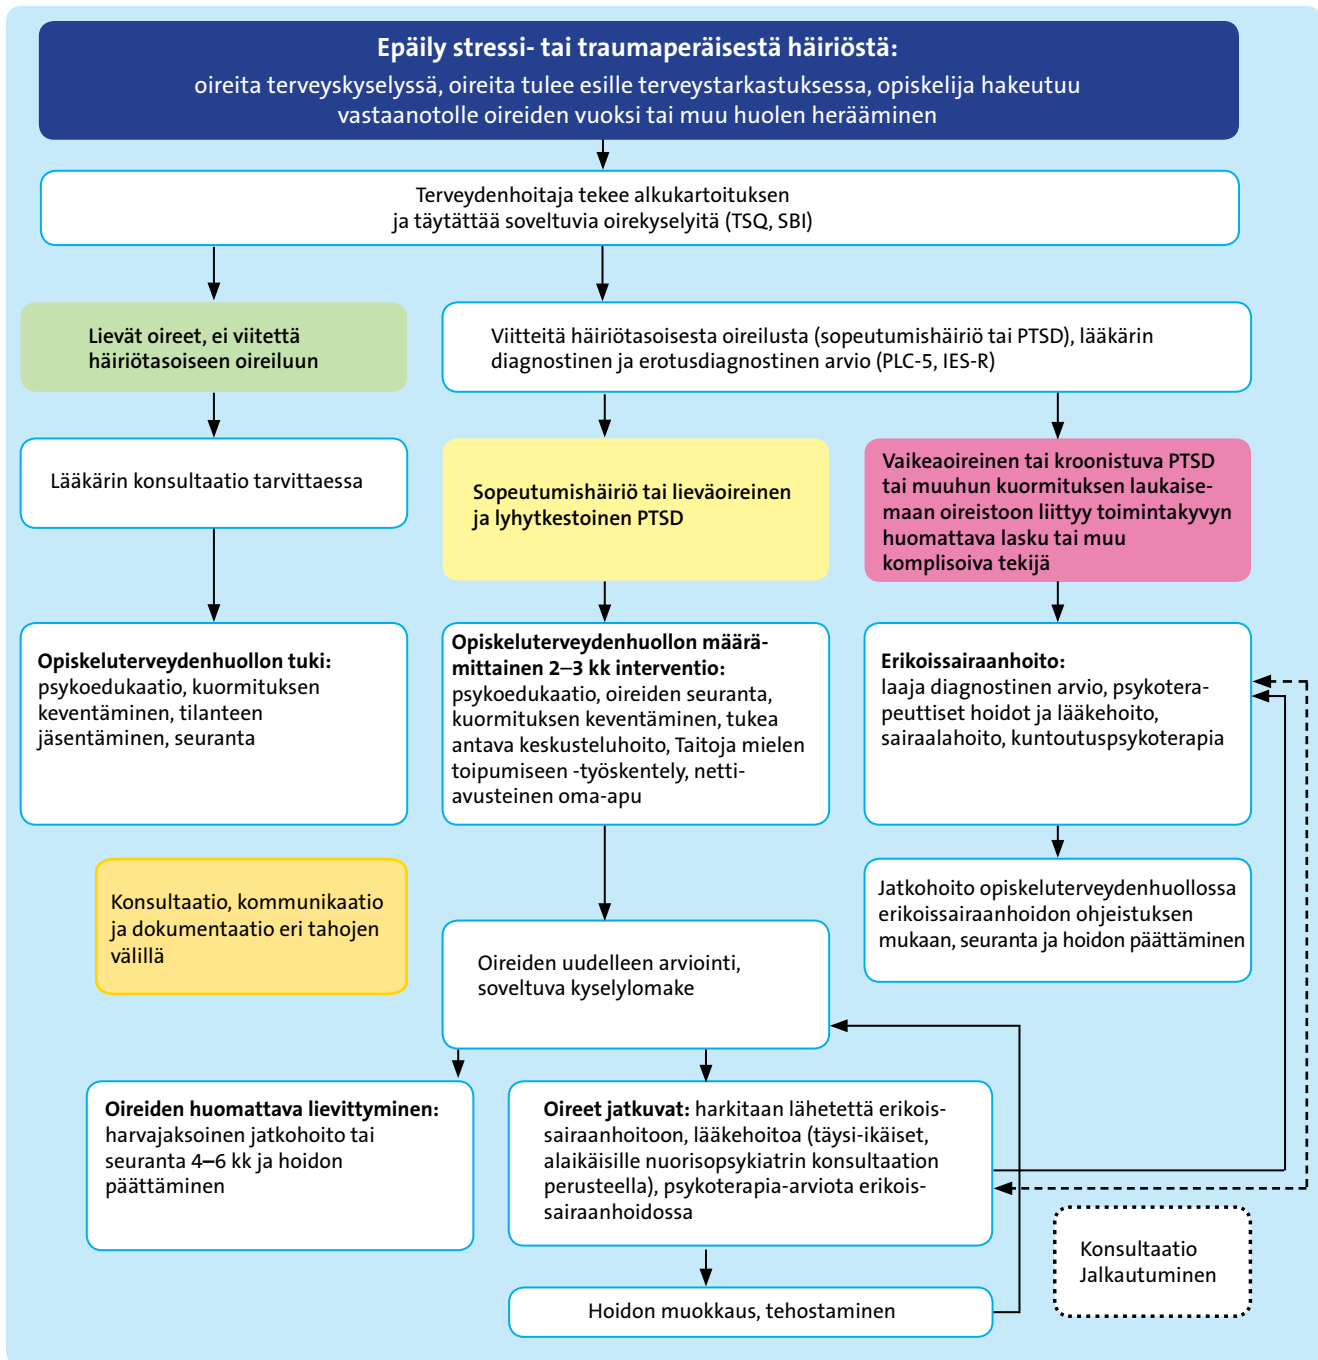 Epäily stressi- tai traumaperäisestä häiriöstä:
oireita terveyskyselyssä, oireita tulee esille terveystarkastuksessa, opiskelija hakeutuu
vastaanotolle oireiden vuoksi tai muu huolen herääminen
Terveydenhoitaja tekee alkukartoituksen
ja täytättää soveltuvia oirekyselyitä (TSQ, SBI)
Lievät oireet, ei viitettä
häiriötasoiseen oireiluun
Viitteitä häiriötasoisesta oireilusta (sopeutumishäiriö tai PTSD), lääkärin
diagnostinen ja erotusdiagnostinen arvio (PLC-5, IES-R)
Lääkärin konsultaatio tarvittaessa
Sopeutumishäiriö tai lieväoireinen
ja lyhytkestoinen PTSD
Vaikeaoireinen tai kroonistuva PTSD
tai muuhun kuormituksen laukaise-
maan oireistoon liittyy toimintakyvyn
huomattava lasku tai muu
komplisoiva tekijä
Opiskeluterveydenhuollon tuki:
psykoedukaatio, kuormituksen
keventäminen, tilanteen
jäsentäminen, seuranta
Opiskeluterveydenhuollon määrä-
mittainen 2–3 kk interventio:
psykoedukaatio, oireiden seuranta,
kuormituksen keventäminen, tukea
antava keskusteluhoito, Taitoja mielen
toipumiseen -työskentely, netti-
avusteinen oma-apu
Erikoissairaanhoito:
laaja diagnostinen arvio, psykotera-
peuttiset hoidot ja lääkehoito,
sairaalahoito, kuntoutuspsykoterapia
Konsultaatio, kommunikaatio
ja dokumentaatio eri tahojen
välillä
Jatkohoito opiskeluterveydenhuollossa
erikoissairaanhoidon ohjeistuksen
mukaan, seuranta ja hoidon päättäminen
Oireiden uudelleen arviointi,
soveltuva kyselylomake
Oireiden huomattava lievittyminen:
harvajaksoinen jatkohoito tai
seuranta 4–6 kk ja hoidon
päättäminen
Oireet jatkuvat: harkitaan lähetettä erikois-
sairaanhoitoon, lääkehoitoa (täysi-ikäiset,
alaikäisille nuorisopsykiatrin konsultaation
perusteella), psykoterapia-arviota erikois-
sairaanhoidossa
Konsultaatio
Jalkautuminen
Hoidon muokkaus, tehostaminen